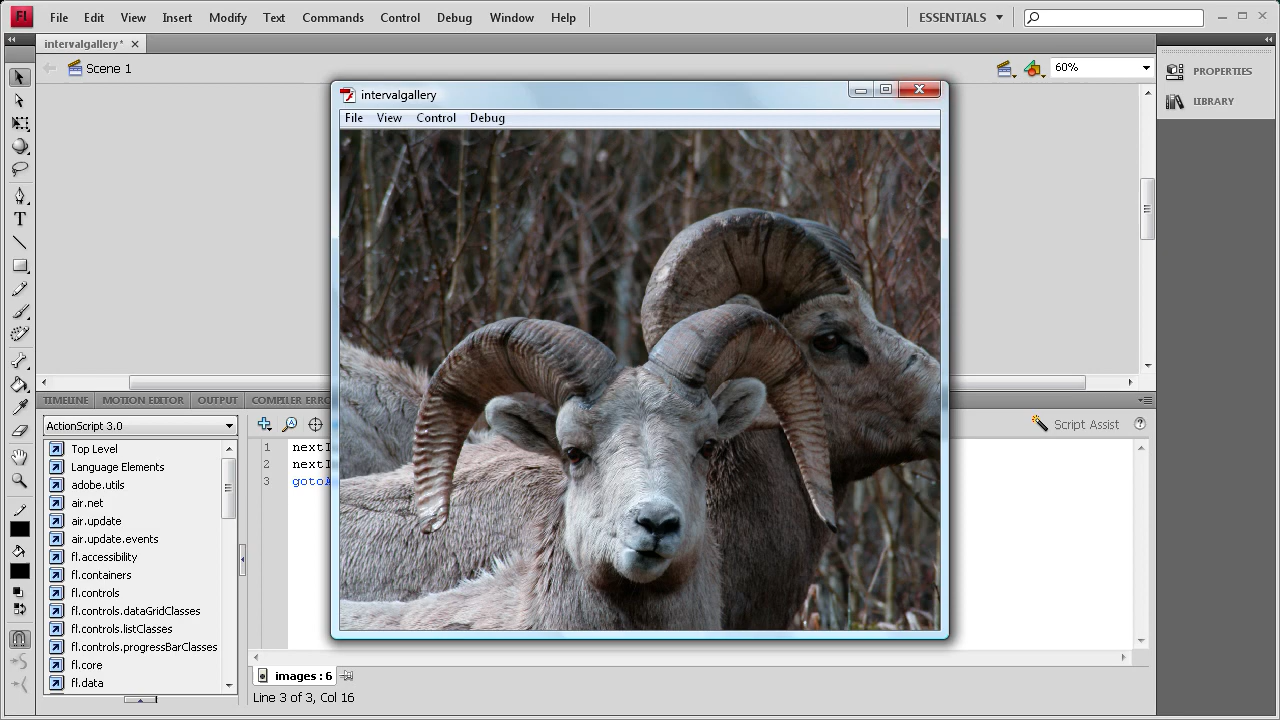 Fl File Edit View Insert Modify Text Commands Control Debug Window Help ESSENTIALS
intervalgallery*
Scene 1 60%
PROPERTIES
LIBRARY
intervalgallery
File View Control Debug
TIMELINE MOTION EDITOR OUTPUT COMPILER
ActionScript 3.0
Script Assist
Top Level
Language Elements
adobe.utils
air.net
air.update
air.update.events
fl.accessibility
fl.containers
fl.controls
fl.controls.dataGridClasses
fl.controls.listClasses
fl.controls.progressBarClasses
fl.core
fl.data
1
2
3
images : 6
Line 3 of 3, Col 16